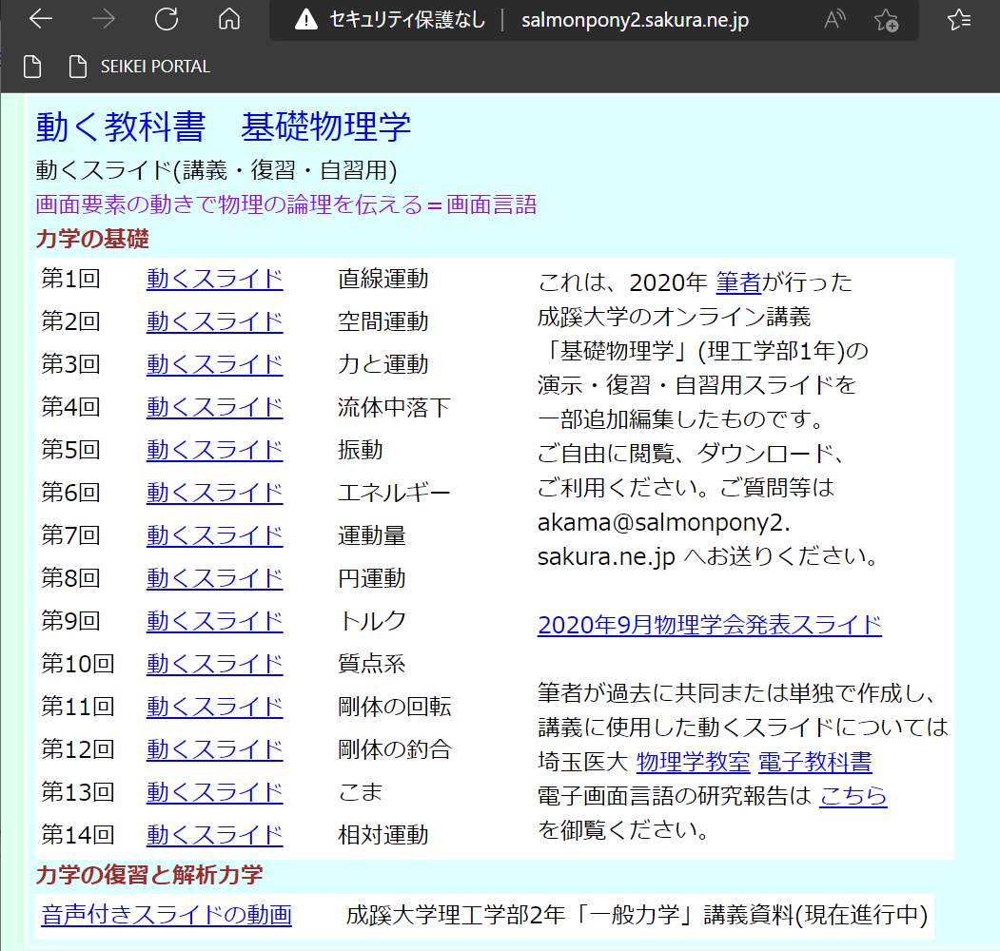 セキュリティ保護なし | salmonpony2.sakura.ne.jp
SEIKEI PORTAL
動く教科書　基礎物理学
動くスライド(講義・復習・自習用)
画面要素の動きで物理の論理を伝える＝画面言語
力学の基礎
第1回 動くスライド 直線運動
第2回 動くスライド 空間運動
第3回 動くスライド 力と運動
第4回 動くスライド 流体中落下
第5回 動くスライド 振動
第6回 動くスライド エネルギー
第7回 動くスライド 運動量
第8回 動くスライド 円運動
第9回 動くスライド トルク
第10回 動くスライド 質点系
第11回 動くスライド 剛体の回転
第12回 動くスライド 剛体の釣合
第13回 動くスライド こま
第14回 動くスライド 相対運動
これは、2020年 筆者が行った
成蹊大学のオンライン講義
「基礎物理学」(理工学部1年)の
演示・復習・自習用スライドを
一部追加編集したものです。
ご自由に閲覧、ダウンロード、
ご利用ください。ご質問等は
akama@salmonpony2.
sakura.ne.jp へお送りください。
2020年9月物理学会発表スライド
筆者が過去に共同または単独で作成し、
講義に使用した動くスライドについては
埼玉医大 物理学教室 電子教科書
電子画面言語の研究報告は こちら
を御覧ください。
力学の復習と解析力学
音声付きスライドの動画 成蹊大学理工学部2年「一般力学」講義資料(現在進行中)